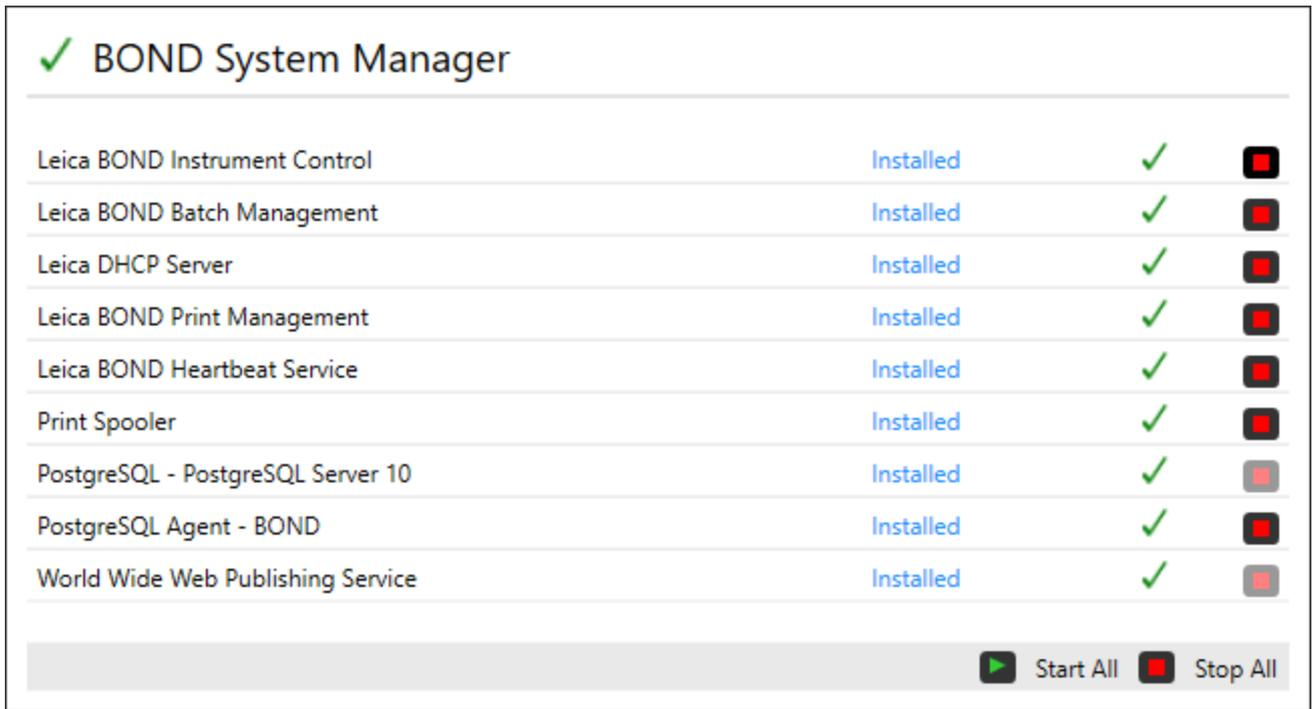 BOND System Manager
Leica BOND Instrument Control Installed
Leica BOND Batch Management Installed
Leica DHCP Server Installed
Leica BOND Print Management Installed
Leica BOND Heartbeat Service Installed
Print Spooler Installed
PostgreSQL - PostgreSQL Server 10 Installed
PostgreSQL Agent - BOND Installed
World Wide Web Publishing Service Installed
Start All Stop All